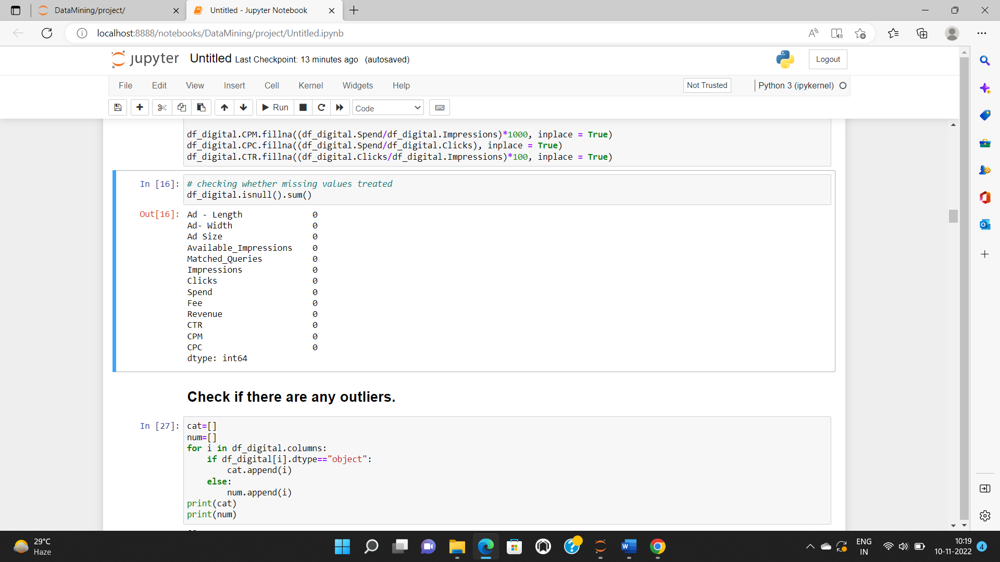 DataMining/project/
Untitled - Jupyter Notebook
localhost:8888/notebooks/DataMining/project/Untitled.ipynb
jupyter Untitled Last Checkpoint: 13 minutes ago (autosaved)
Logout
File Edit View Insert Cell Kernel Widgets Help
Not Trusted
Python 3 (ipykernel)
Run
Code
df_digital.CPM.fillna((df_digital.Spend/df_digital.Impressions)*1000, inplace = True)
df_digital.CPC.fillna((df_digital.Spend/df_digital.Clicks), inplace = True)
df_digital.CTR.fillna((df_digital.Clicks/df_digital.Impressions)*100, inplace = True)
In [16]: # checking whether missing values treated
df_digital.isnull().sum()
Out[16]: Ad - Length 0
Ad- Width 0
Ad Size 0
Available_Impressions 0
Matched_Queries 0
Impressions 0
Clicks 0
Spend 0
Fee 0
Revenue 0
CTR 0
CPM 0
CPC 0
dtype: int64
Check if there are any outliers.
In [27]: cat=[]
num=[]
for i in df_digital.columns:
if df_digital[i].dtype=="object":
cat.append(i)
else:
num.append(i)
print(cat)
print(num)
29°C
Haze
ENG
IN
10:19
10-11-2022
4